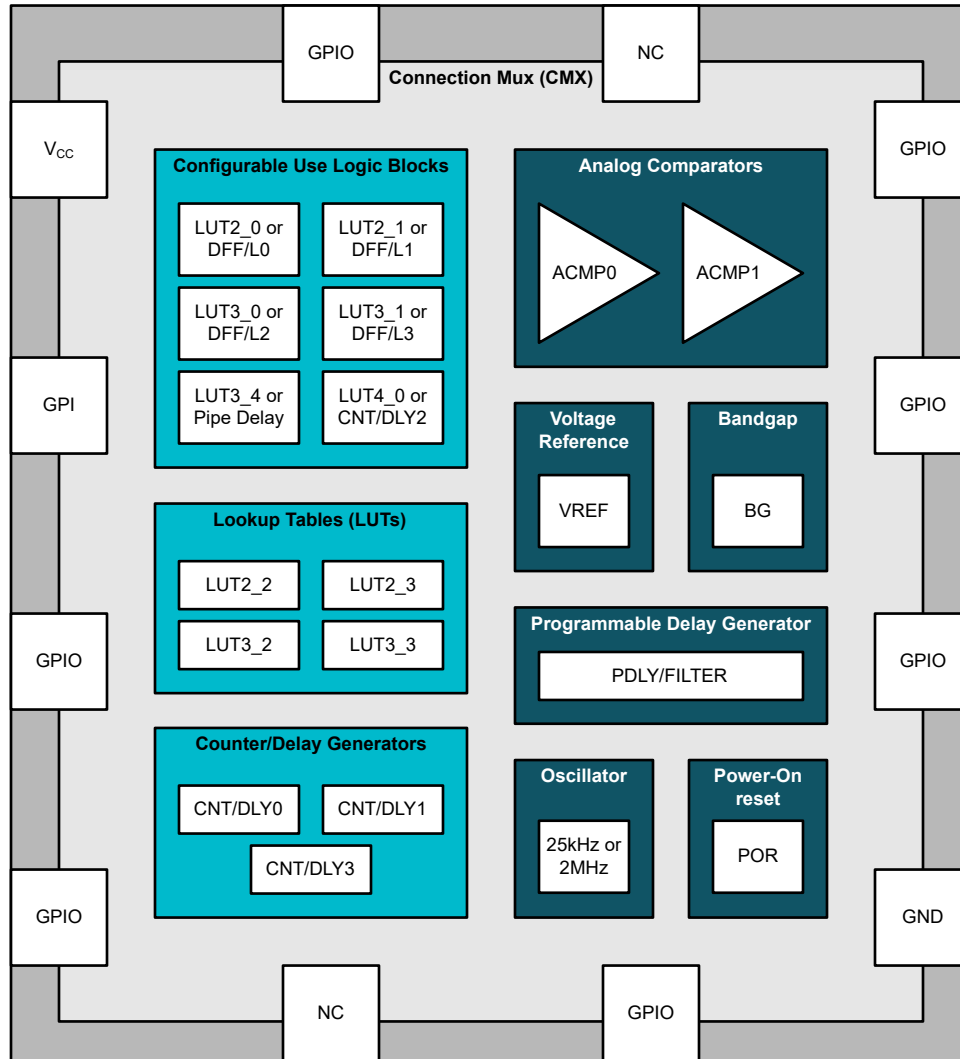 GPIO
NC
Connection Mux (CMX)
VCC
GPIO
Configurable Use Logic Blocks
LUT2_0 or
DFF/L0
LUT2_1 or
DFF/L1
LUT3_0 or
DFF/L2
LUT3_1 or
DFF/L3
LUT3_4 or
Pipe Delay
LUT4_0 or
CNT/DLY2
Analog Comparators
ACMP0
ACMP1
GPI
GPIO
Voltage
Reference
VREF
Bandgap
BG
Lookup Tables (LUTs)
LUT2_2
LUT2_3
LUT3_2
LUT3_3
Programmable Delay Generator
PDLY/FILTER
GPIO
GPIO
Counter/Delay Generators
CNT/DLY0
CNT/DLY1
CNT/DLY3
Oscillator
25kHz or
2MHz
Power-On
reset
POR
GPIO
GND
NC
GPIO